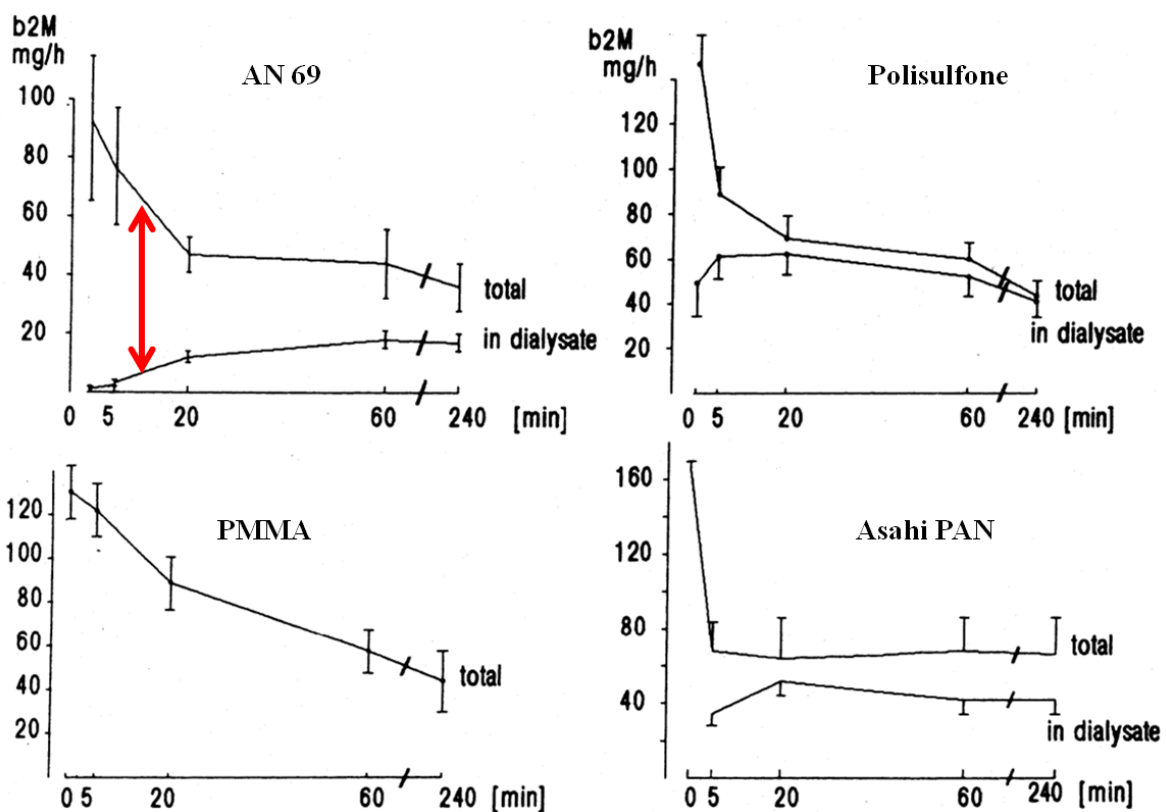 b2M
mg/h
AN 69
100
80
60
40
20
total
in dialysate
0 5 20 60 240 [min]
b2M
mg/h
Polisulfone
120
100
80
60
40
20
total
in dialysate
0 5 20 60 240 [min]
PMMA
120
100
80
60
40
20
total
0 5 20 60 240 [min]
Asahi PAN
160
120
80
40
total
in dialysate
0 5 20 60 240 [min]